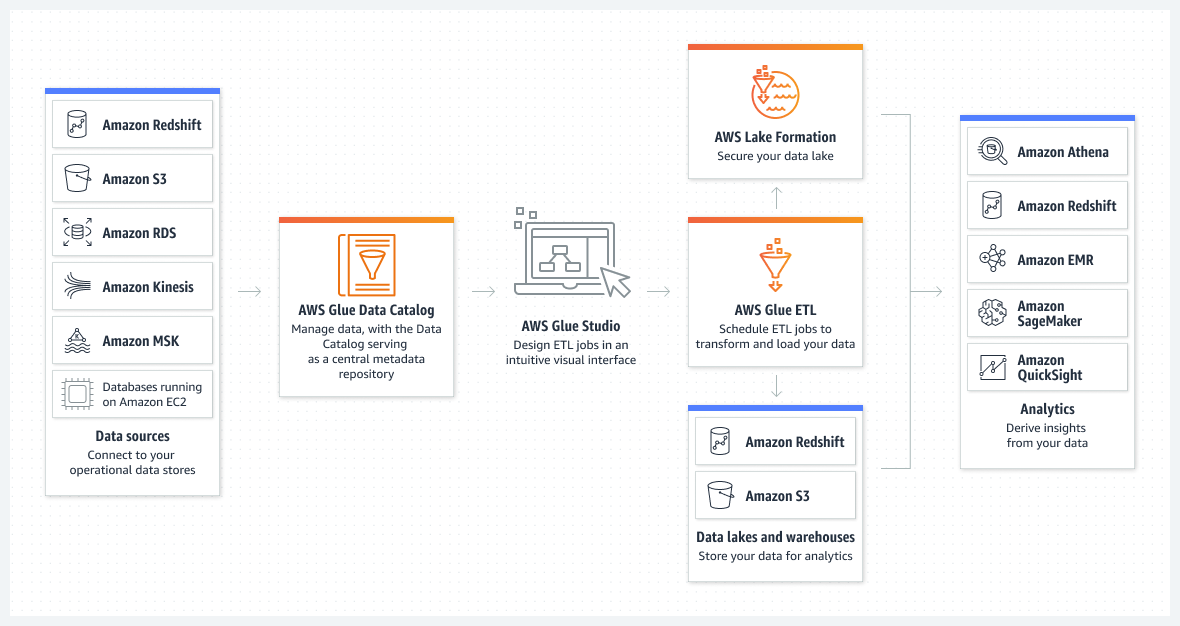 Amazon Redshift
Amazon S3
Amazon RDS
Amazon Kinesis
Amazon MSK
Databases running
on Amazon EC2
Data sources
Connect to your
operational data stores
AWS Glue Data Catalog
Manage data, with the Data
Catalog serving
as a central metadata
repository
AWS Glue Studio
Design ETL jobs in an
intuitive visual interface
AWS Lake Formation
Secure your data lake
AWS Glue ETL
Schedule ETL jobs to
transform and load your data
Amazon Redshift
Amazon S3
Data lakes and warehouses
Store your data for analytics
Amazon Athena
Amazon Redshift
Amazon EMR
Amazon
SageMaker
Amazon
QuickSight
Analytics
Derive insights
from your data